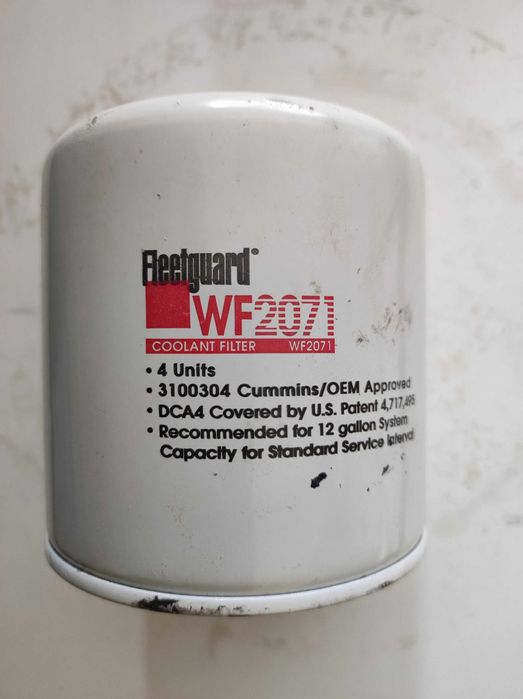 Fleetguard®
WF2071
COOLANT FILTER WF2071
• 4 Units
• 3100304 Cummins/OEM Approved
• DCA4 Covered by U.S. Patent 4,717,495
• Recommended for 12 gallon System
Capacity for Standard Service Interval